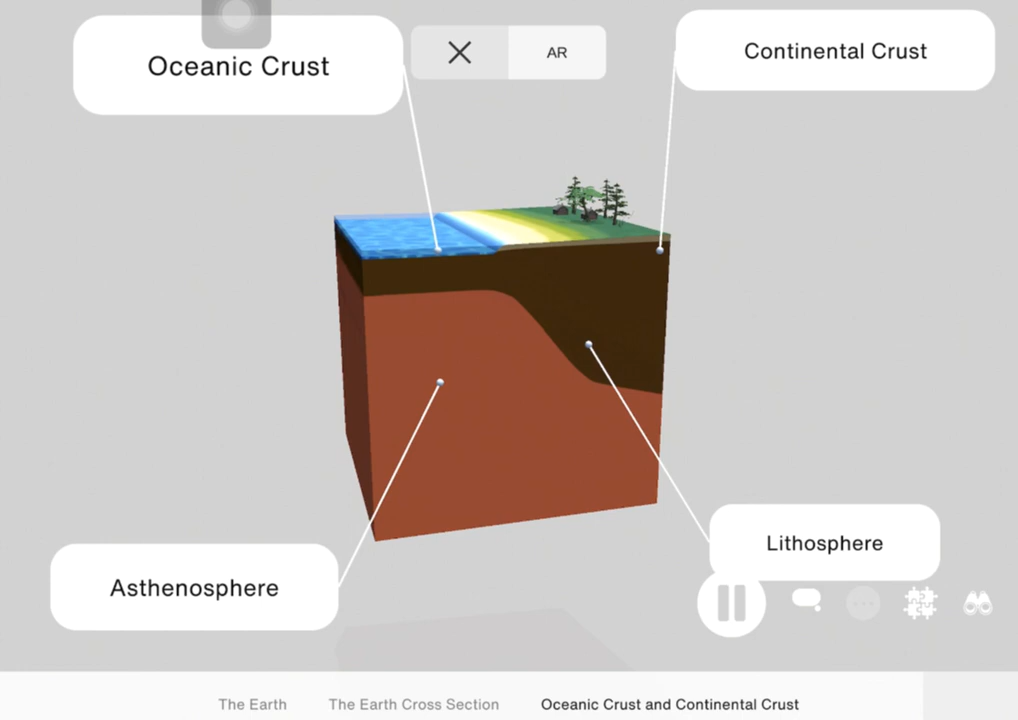 Oceanic Crust
AR
Continental Crust
Asthenosphere
Lithosphere
The Earth
The Earth Cross Section
Oceanic Crust and Continental Crust